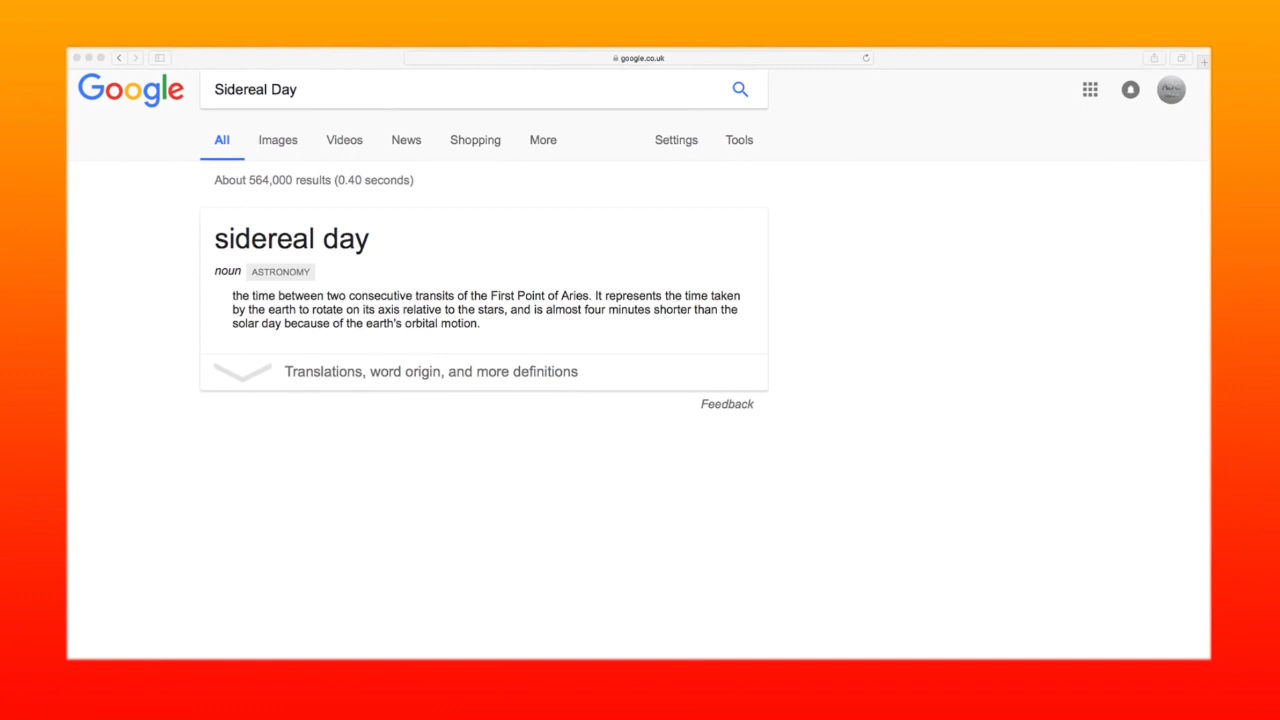 google.co.uk
Google
Sidereal Day
All Images Videos News Shopping More Settings Tools
About 564,000 results (0.40 seconds)
sidereal day
noun ASTRONOMY
the time between two consecutive transits of the First Point of Aries. It represents the time taken
by the earth to rotate on its axis relative to the stars, and is almost four minutes shorter than the
solar day because of the earth's orbital motion.
Translations, word origin, and more definitions
Feedback